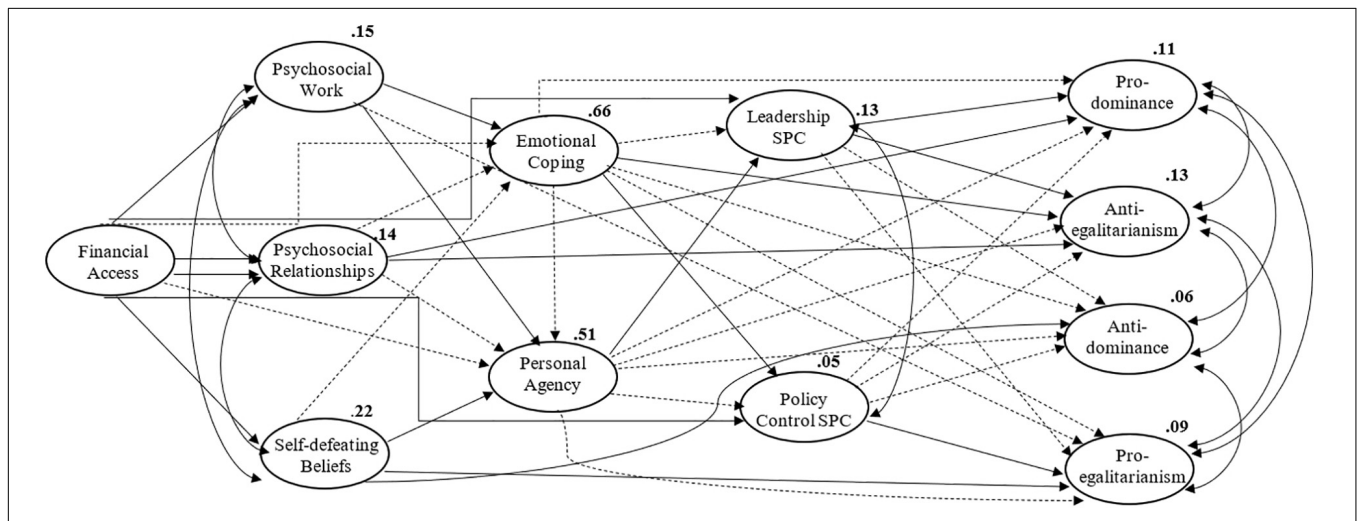 .15
Psychosocial
Work
.66
Emotional
Coping
Leadership
SPC
.13
.11
Pro-
dominance
.13
Anti-
egalitarianism
Financial
Access
.14
Psychosocial
Relationships
.06
Anti-
dominance
.51
Personal
Agency
.05
Policy
Control SPC
.22
Self-defeating
Beliefs
.09
Pro-
egalitarianism